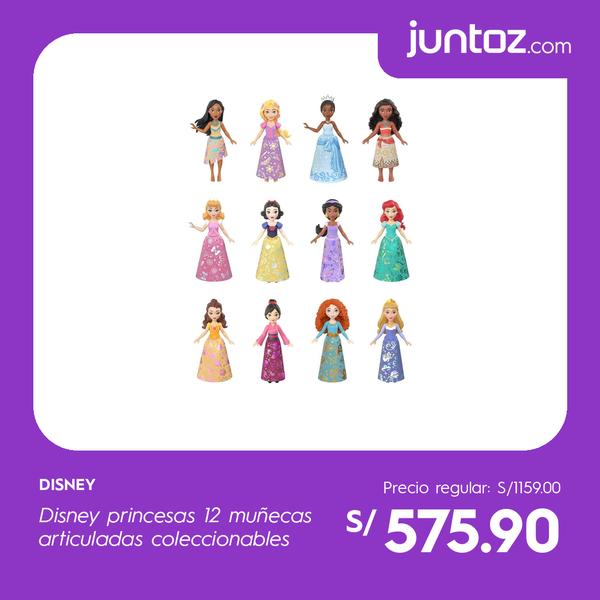 juntoz.com
DISNEY
Disney princesas 12 muñecas
articuladas coleccionables
Precio regular: S/1159.00
S/ 575.90